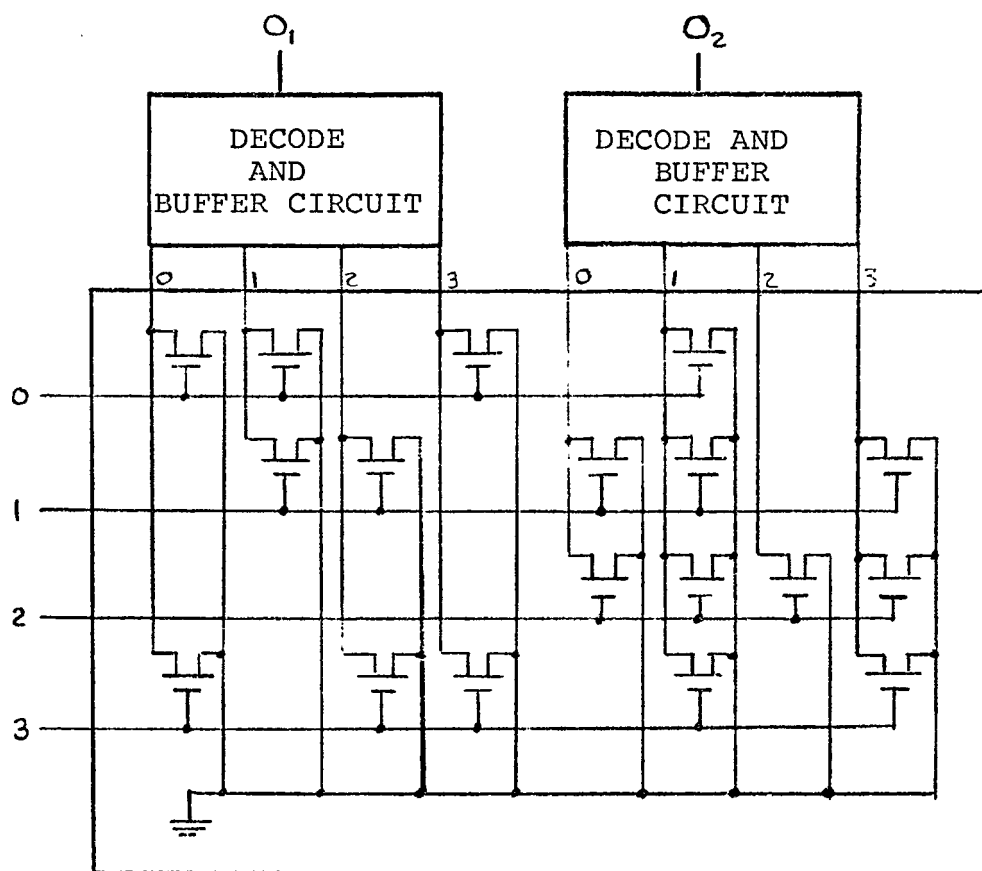 O1
O2
DECODE
AND
BUFFER CIRCUIT
DECODE AND
BUFFER
CIRCUIT
0 1 2 3 0 1 2 3
0
1
2
3